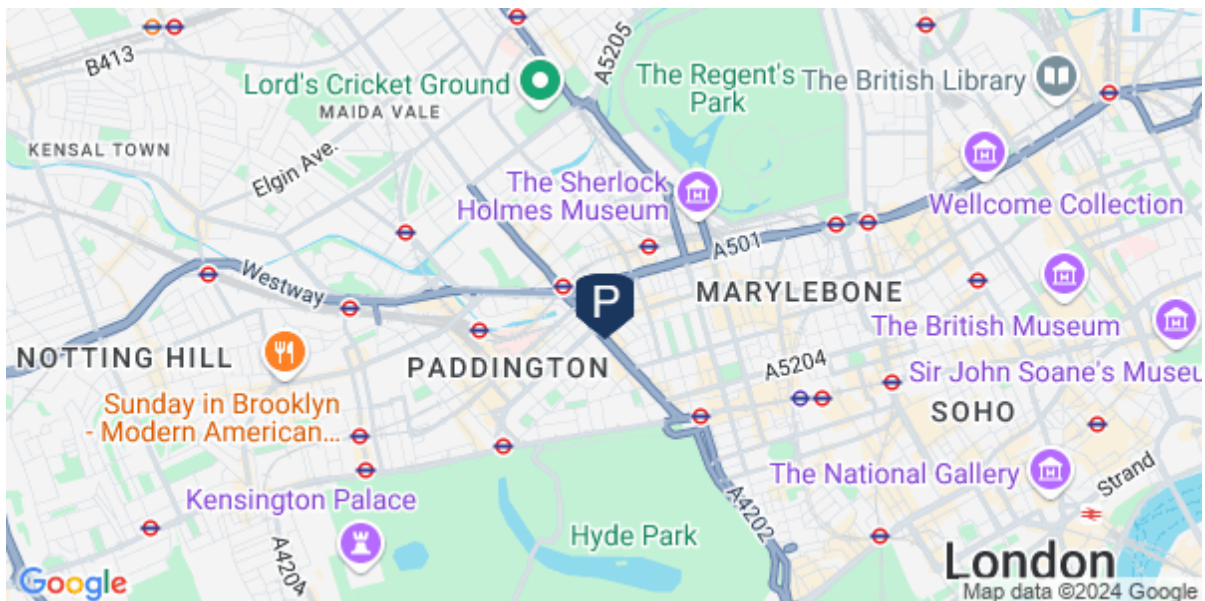 B413
A5205
Lord's Cricket Ground
The Regent's
Park
The British Library
MAIDA VALE
KENSAL TOWN
Elgin Ave.
The Sherlock
Holmes Museum
Wellcome Collection
A501
Westway
P
MARYLEBONE
The British Museum
NOTTING HILL
PADDINGTON
A5204
Sir John Soane's Museu
Sunday in Brooklyn
- Modern American...
SOHO
The National Gallery
Strand
Kensington Palace
A4202
Hyde Park
A4204
London
Google
Map data ©2024 Google